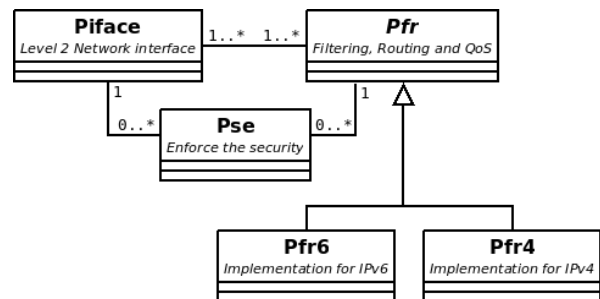 Piface
Level 2 Network interface
1..* 1..*
Pfr
Filtering, Routing and QoS
1
1
0..*
Pse
Enforce the security
0..*
Pfr6
Implementation for IPv6
Pfr4
Implementation for IPv4